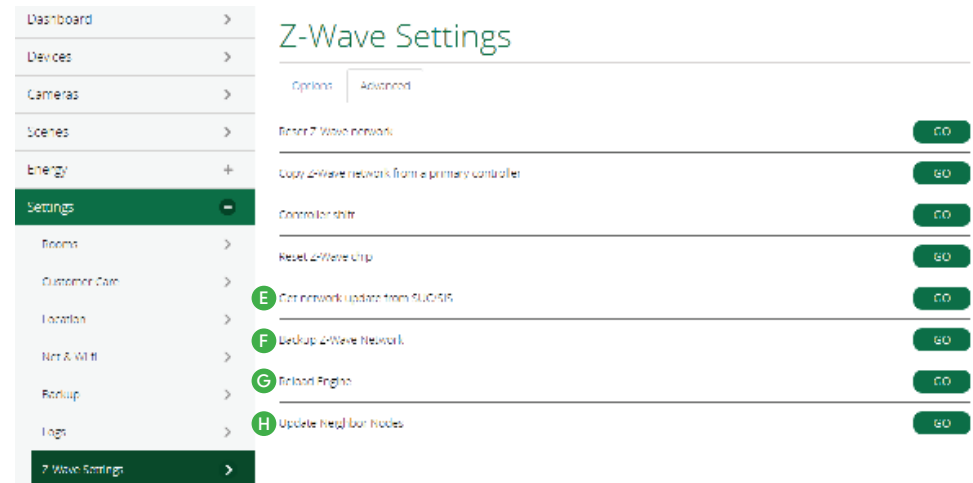 Dashboard
Devices
Cameras
Scenes
Energy
Settings
Rooms
Customer Care
Location
Net & Wi-fi
Backup
Logs
Z-Wave Settings
Z-Wave Settings
Options
Advanced
Reset Z-Wave network GO
Copy Z-Wave network from a primary controller GO
Controller shift GO
Reset Z-Wave chip GO
E Get network update from SUC/SIS GO
F Backup Z-Wave Network GO
G Reload Engine GO
H Update Neighbor Nodes GO